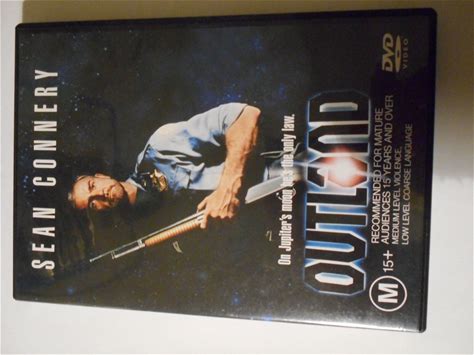 SEAN CONNERY
On Jupiter's moon he's the only law.
OUTLAND
M 15+
RECOMMENDED FOR MATURE
AUDIENCES 15 YEARS AND OVER
MEDIUM LEVEL VIOLENCE,
LOW LEVEL COARSE LANGUAGE
DVD
VIDEO